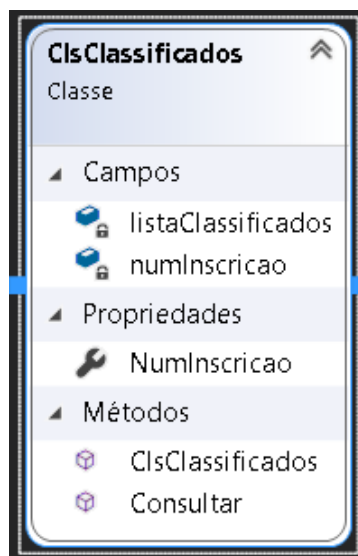 ClsClassificados
Classe
Campos
listaClassificados
numInscricao
Propriedades
NumInscricao
Métodos
ClsClassificados
Consultar